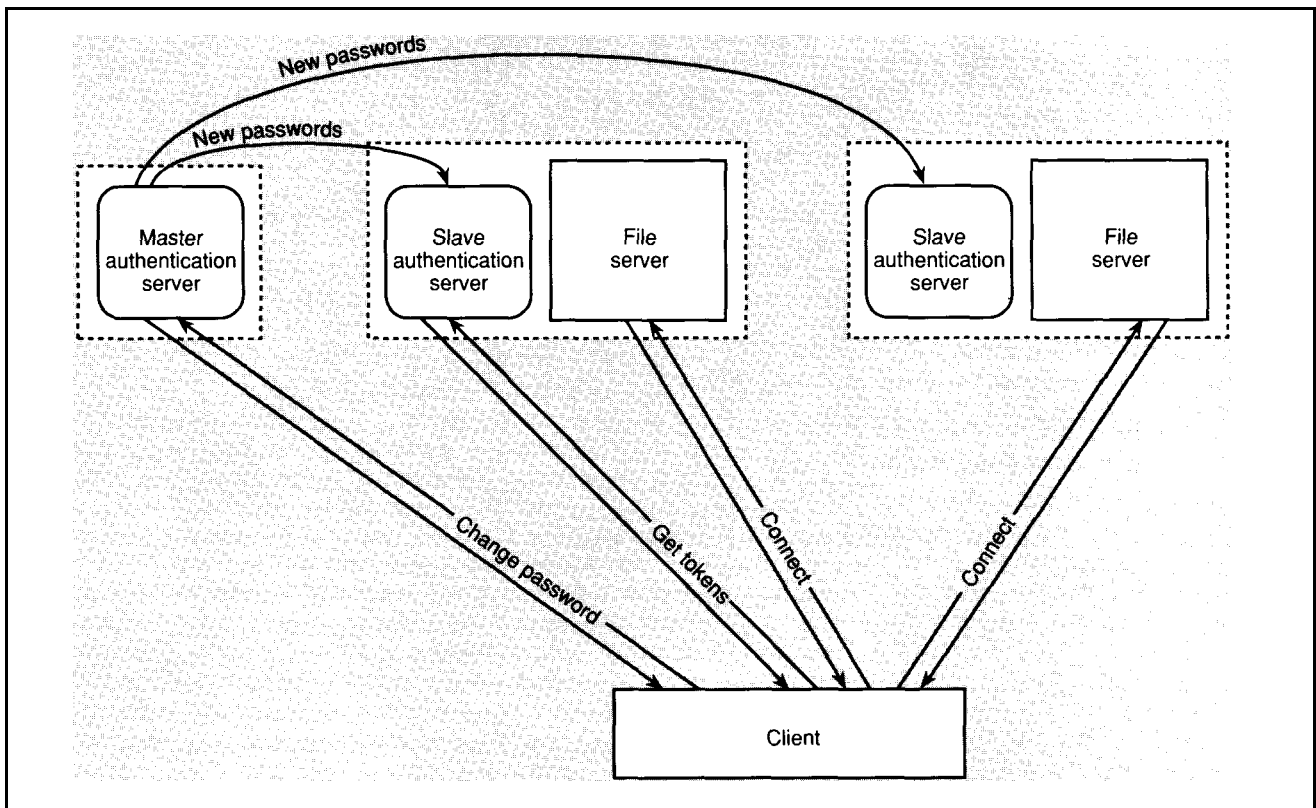 New passwords
New passwords
Master
authentication
server
Slave
authentication
server
File
server
Slave
authentication
server
File
server
Change password
Get tokens
Connect
Connect
Client